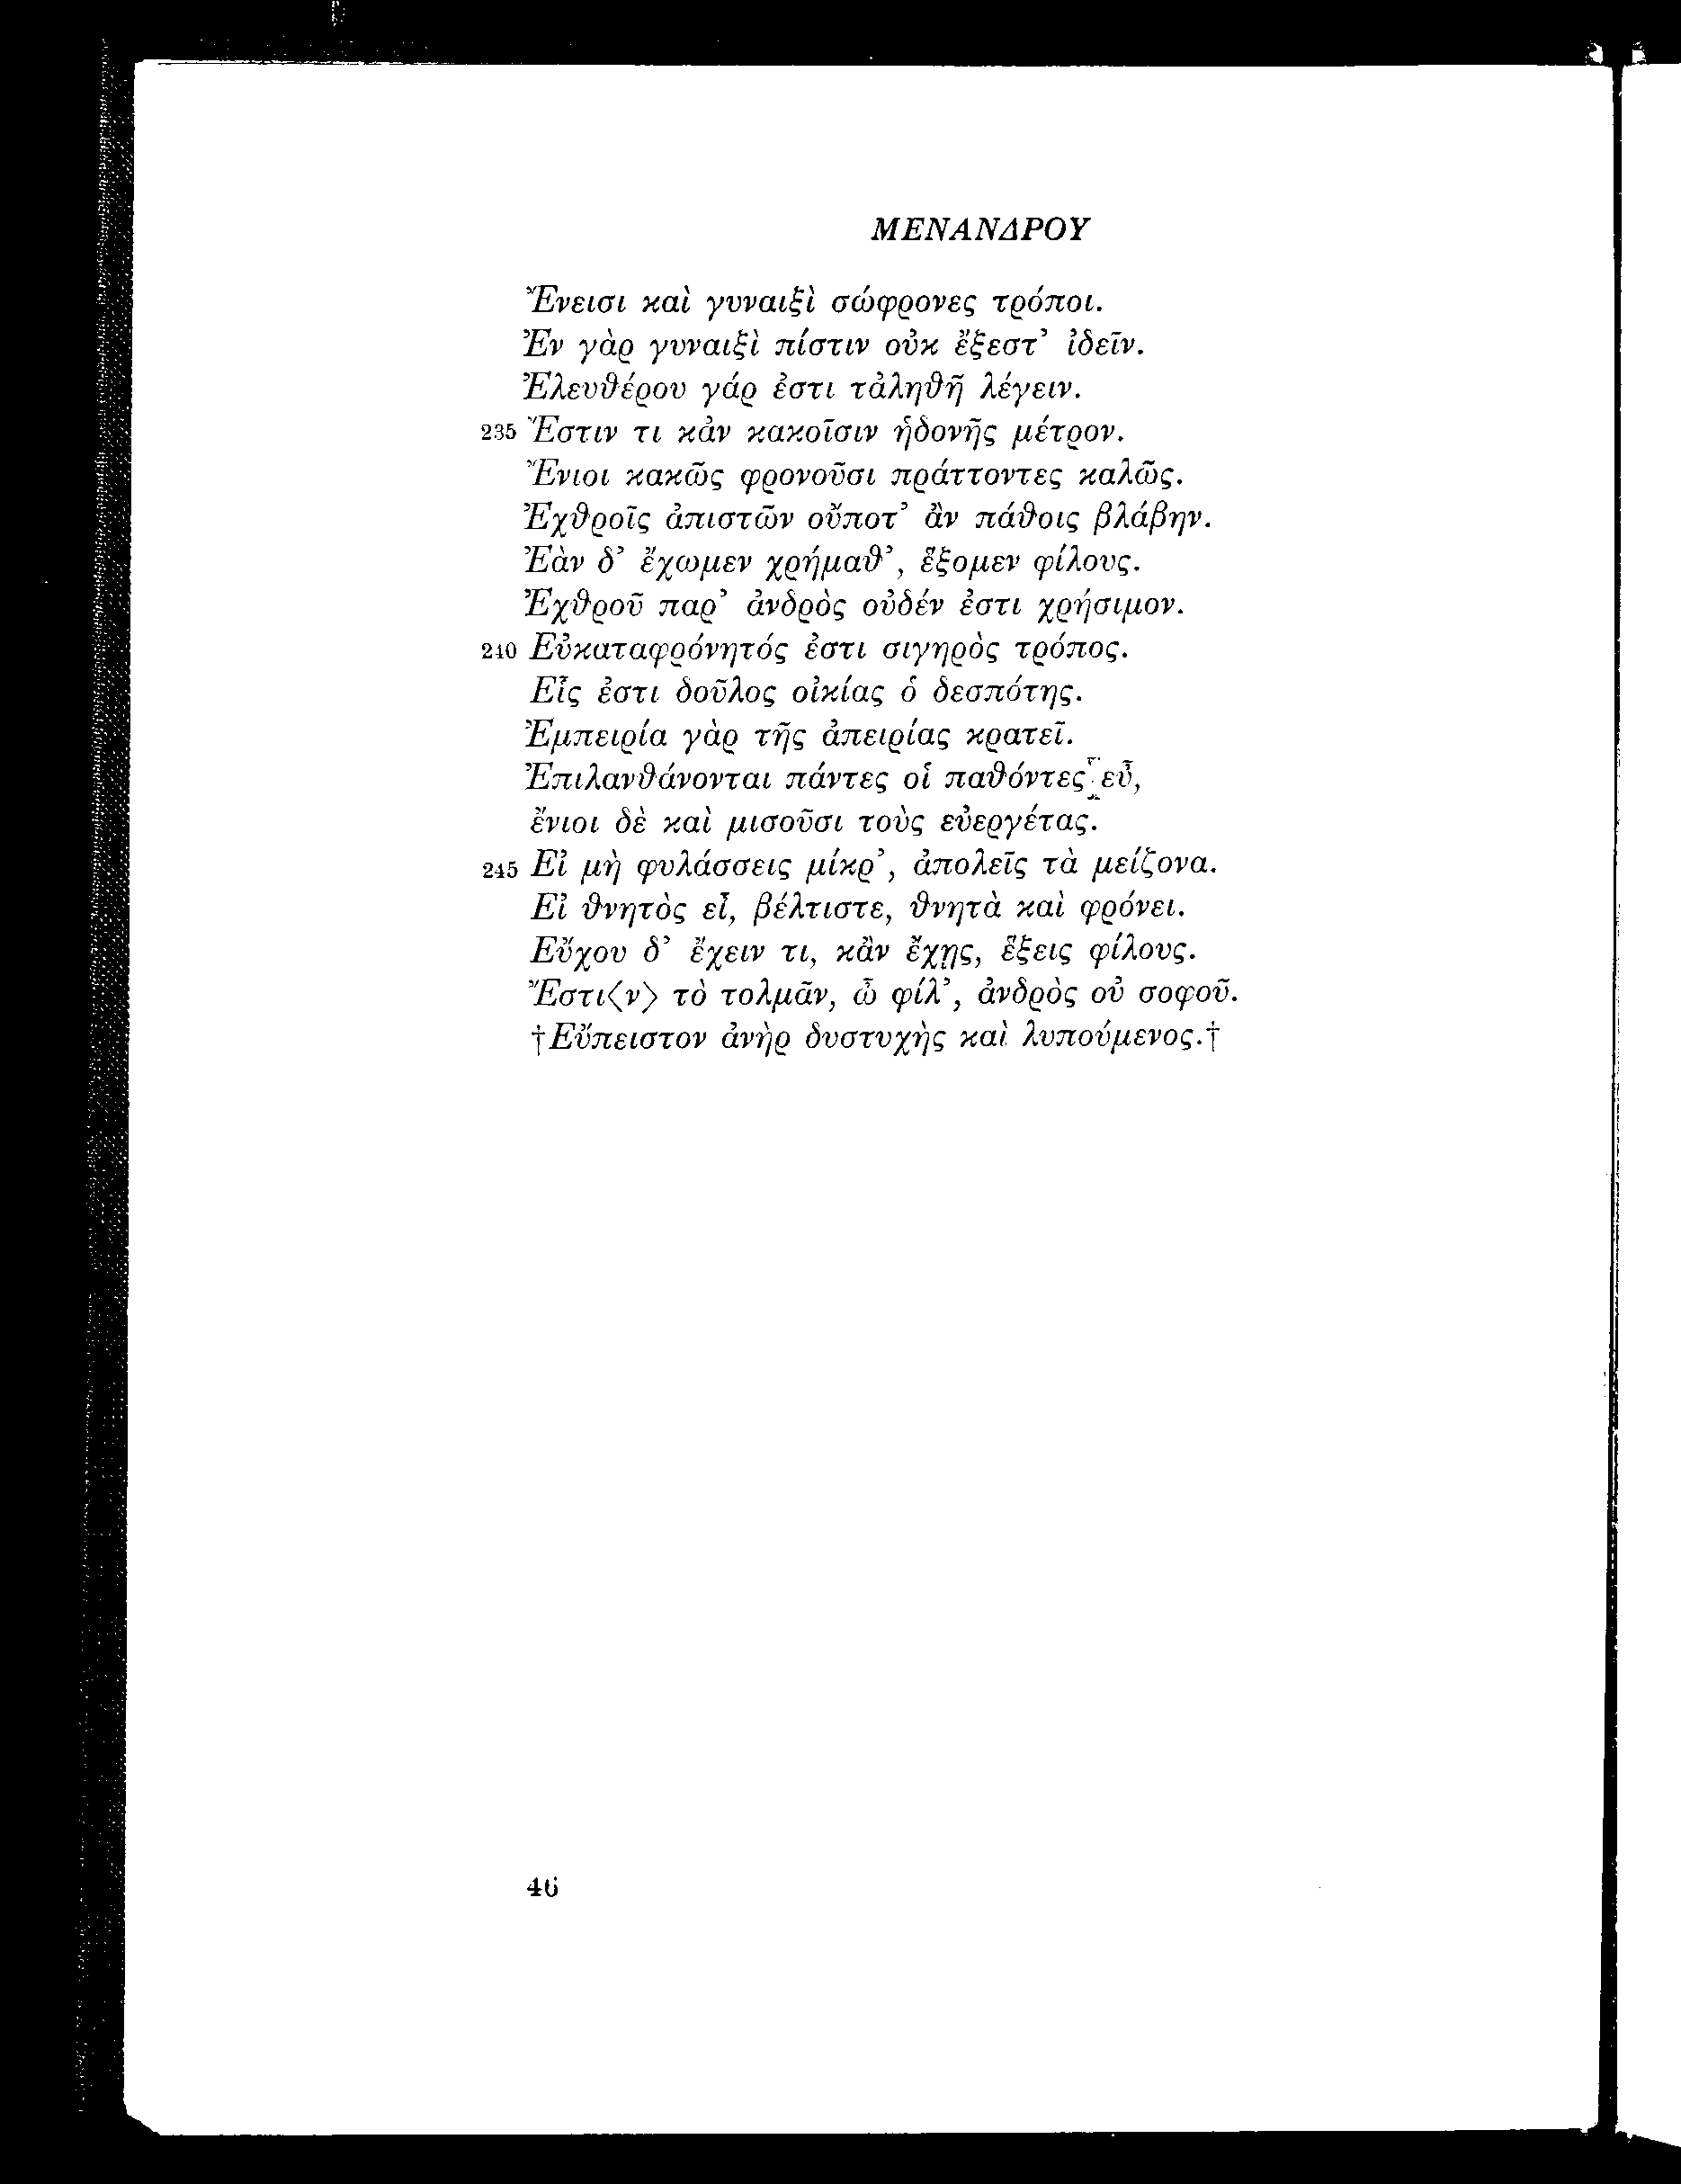 ΜΕΝΑΝΔΡΟΥ
Ἔνεισι καὶ γυναιξὶ σώφρονες τρόποι.
Ἐν γὰρ γυναιξὶ πίστιν οὐκ ἔξεστ’ ἰδεῖν.
Ἐλευθέρου γάρ ἐστι τἀληθῆ λέγειν.
235 Ἔστιν τι κἀν κακοῖσιν ἡδονῆς μέτρον.
Ἔνιοι κακῶς φρονοῦσι πράττοντες καλῶς.
Ἐχθροῖς ἀπιστῶν οὔποτ’ ἂν πάθοις βλάβην.
Ἐὰν δ’ ἔχωμεν χρήμαθ’, ἕξομεν φίλους.
Ἐχθροῦ παρ’ ἀνδρὸς οὐδέν ἐστι χρήσιμον.
240 Εὐκαταφρόνητός ἐστι σιγηρὸς τρόπος.
Εἷς ἐστι δοῦλος οἰκίας ὁ δεσπότης.
Ἐμπειρία γὰρ τῆς ἀπειρίας κρατεῖ.
Ἐπιλανθάνονται πάντες οἱ παθόντες εὖ,
ἔνιοι δὲ καὶ μισοῦσι τοὺς εὐεργέτας.
245 Εἰ μὴ φυλάσσεις μίκρ’, ἀπολεῖς τὰ μείζονα.
Εἰ θνητὸς εἶ, βέλτιστε, θνητὰ καὶ φρόνει.
Εὔχου δ’ ἔχειν τι, κἂν ἔχῃς, ἕξεις φίλους.
Ἔστι⟨ν⟩ τὸ τολμᾶν, ὦ φίλ’, ἀνδρὸς οὐ σοφοῦ.
†Εὔπειστον ἀνὴρ δυστυχὴς καὶ λυπούμενος.†
46